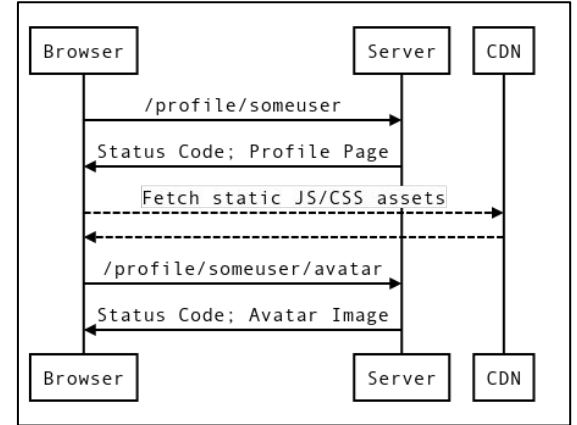 Browser
Server
CDN
/profile/someuser
Status Code; Profile Page
Fetch static JS/CSS assets
/profile/someuser/avatar
Status Code; Avatar Image
Browser
Server
CDN